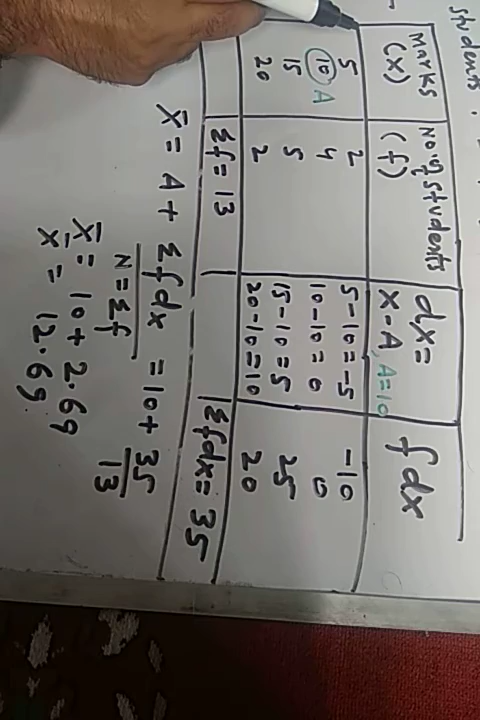 students.
Marks (x) No. of students (f) dx = x-A, A=10 fdx
5 2 5-10=-5 -10
10 A 4 10-10=0 0
15 5 15-10=5 25
20 2 20-10=10 20
Σf=13 Σfdx=35
x̄ = A + Σfdx / N=Σf = 10 + 35/13
x̄ = 10 + 2.69
x̄ = 12.69